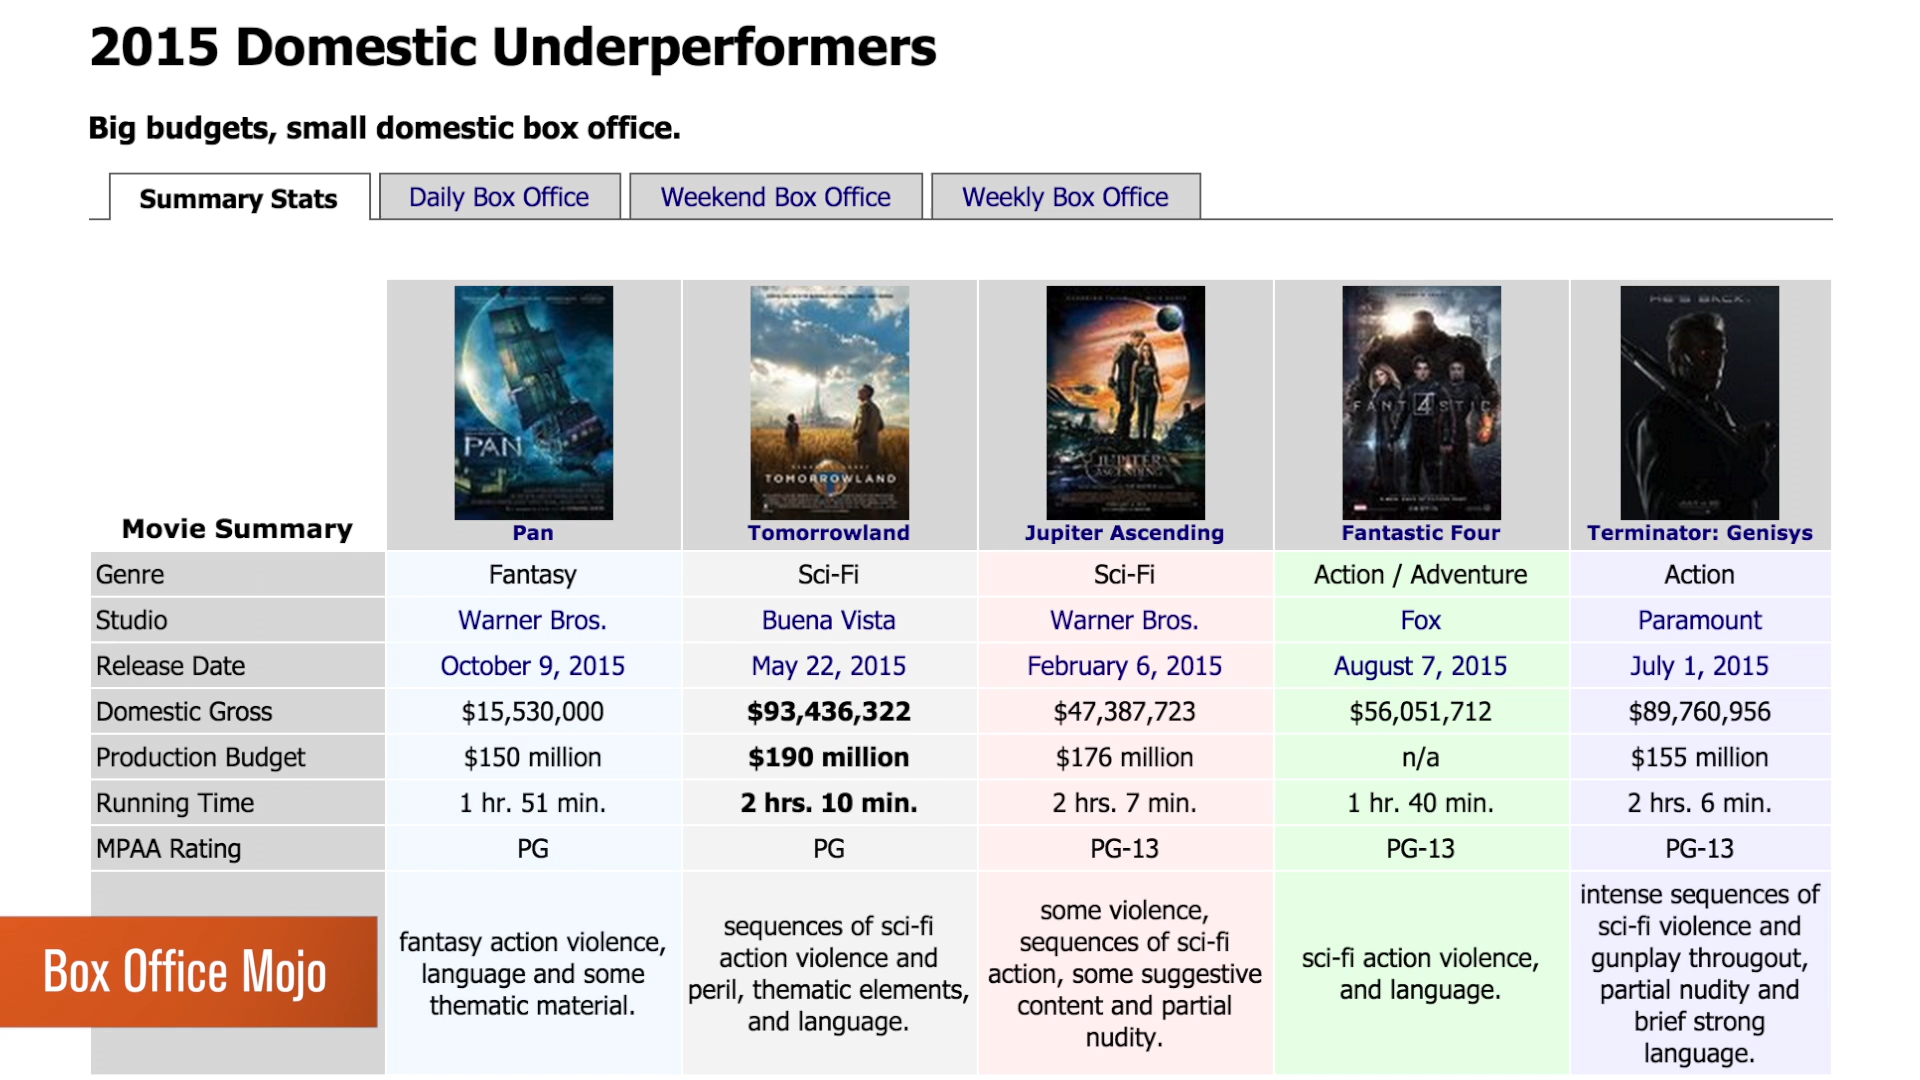 2015 Domestic Underperformers
Big budgets, small domestic box office.
Summary Stats Daily Box Office Weekend Box Office Weekly Box Office
HE'S BACK.
PAN
TOMORROWLAND
JUPITER
ASCENDING
FANT4STIC
Movie Summary Pan Tomorrowland Jupiter Ascending Fantastic Four Terminator: Genisys
Genre Fantasy Sci-Fi Sci-Fi Action / Adventure Action
Studio Warner Bros. Buena Vista Warner Bros. Fox Paramount
Release Date October 9, 2015 May 22, 2015 February 6, 2015 August 7, 2015 July 1, 2015
Domestic Gross $15,530,000 $93,436,322 $47,387,723 $56,051,712 $89,760,956
Production Budget $150 million $190 million $176 million n/a $155 million
Running Time 1 hr. 51 min. 2 hrs. 10 min. 2 hrs. 7 min. 1 hr. 40 min. 2 hrs. 6 min.
MPAA Rating PG PG PG-13 PG-13 PG-13
fantasy action violence,
language and some
thematic material.
sequences of sci-fi
action violence and
peril, thematic elements,
and language.
some violence,
sequences of sci-fi
action, some suggestive
content and partial
nudity.
sci-fi action violence,
and language.
intense sequences of
sci-fi violence and
gunplay througout,
partial nudity and
brief strong
language.
Box Office Mojo